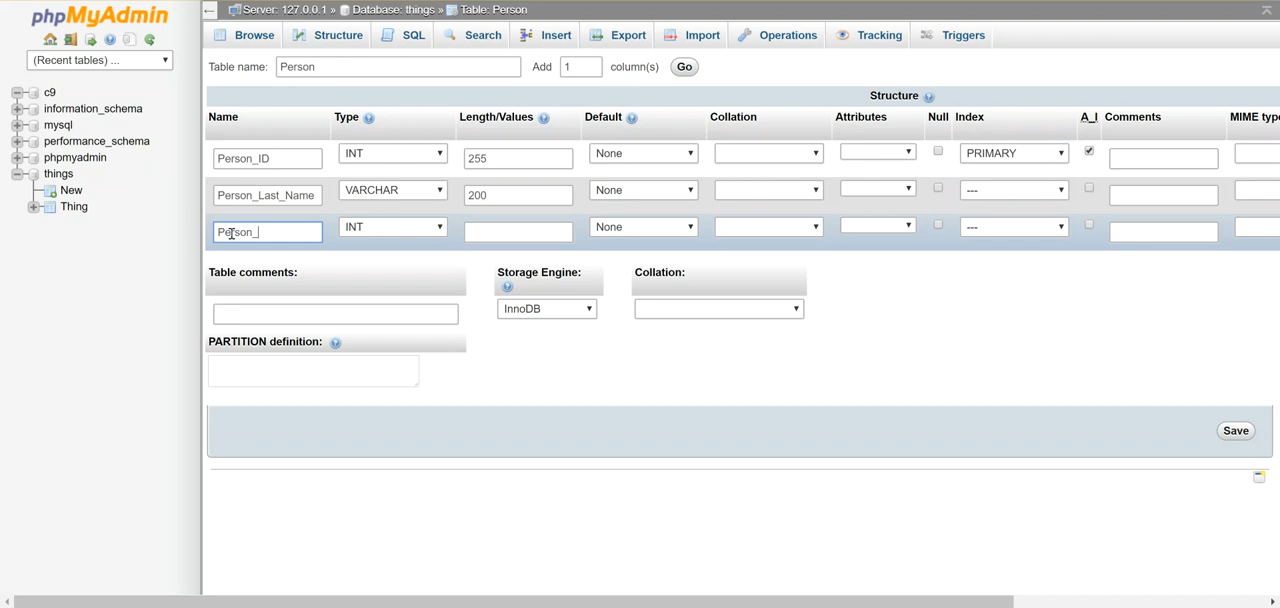 phpMyAdmin
(Recent tables) ...
c9
information_schema
mysql
performance_schema
phpmyadmin
things
New
Thing
Server: 127.0.0.1 » Database: things » Table: Person
Browse Structure SQL Search Insert Export Import Operations Tracking Triggers
Table name: Person Add 1 column(s) Go
Structure
Name Type Length/Values Default Collation Attributes Null Index A_I Comments MIME type
Person_ID INT 255 None PRIMARY
Person_Last_Name VARCHAR 200 None ---
Person_ INT None ---
Table comments: Storage Engine: Collation:
InnoDB
PARTITION definition:
Save